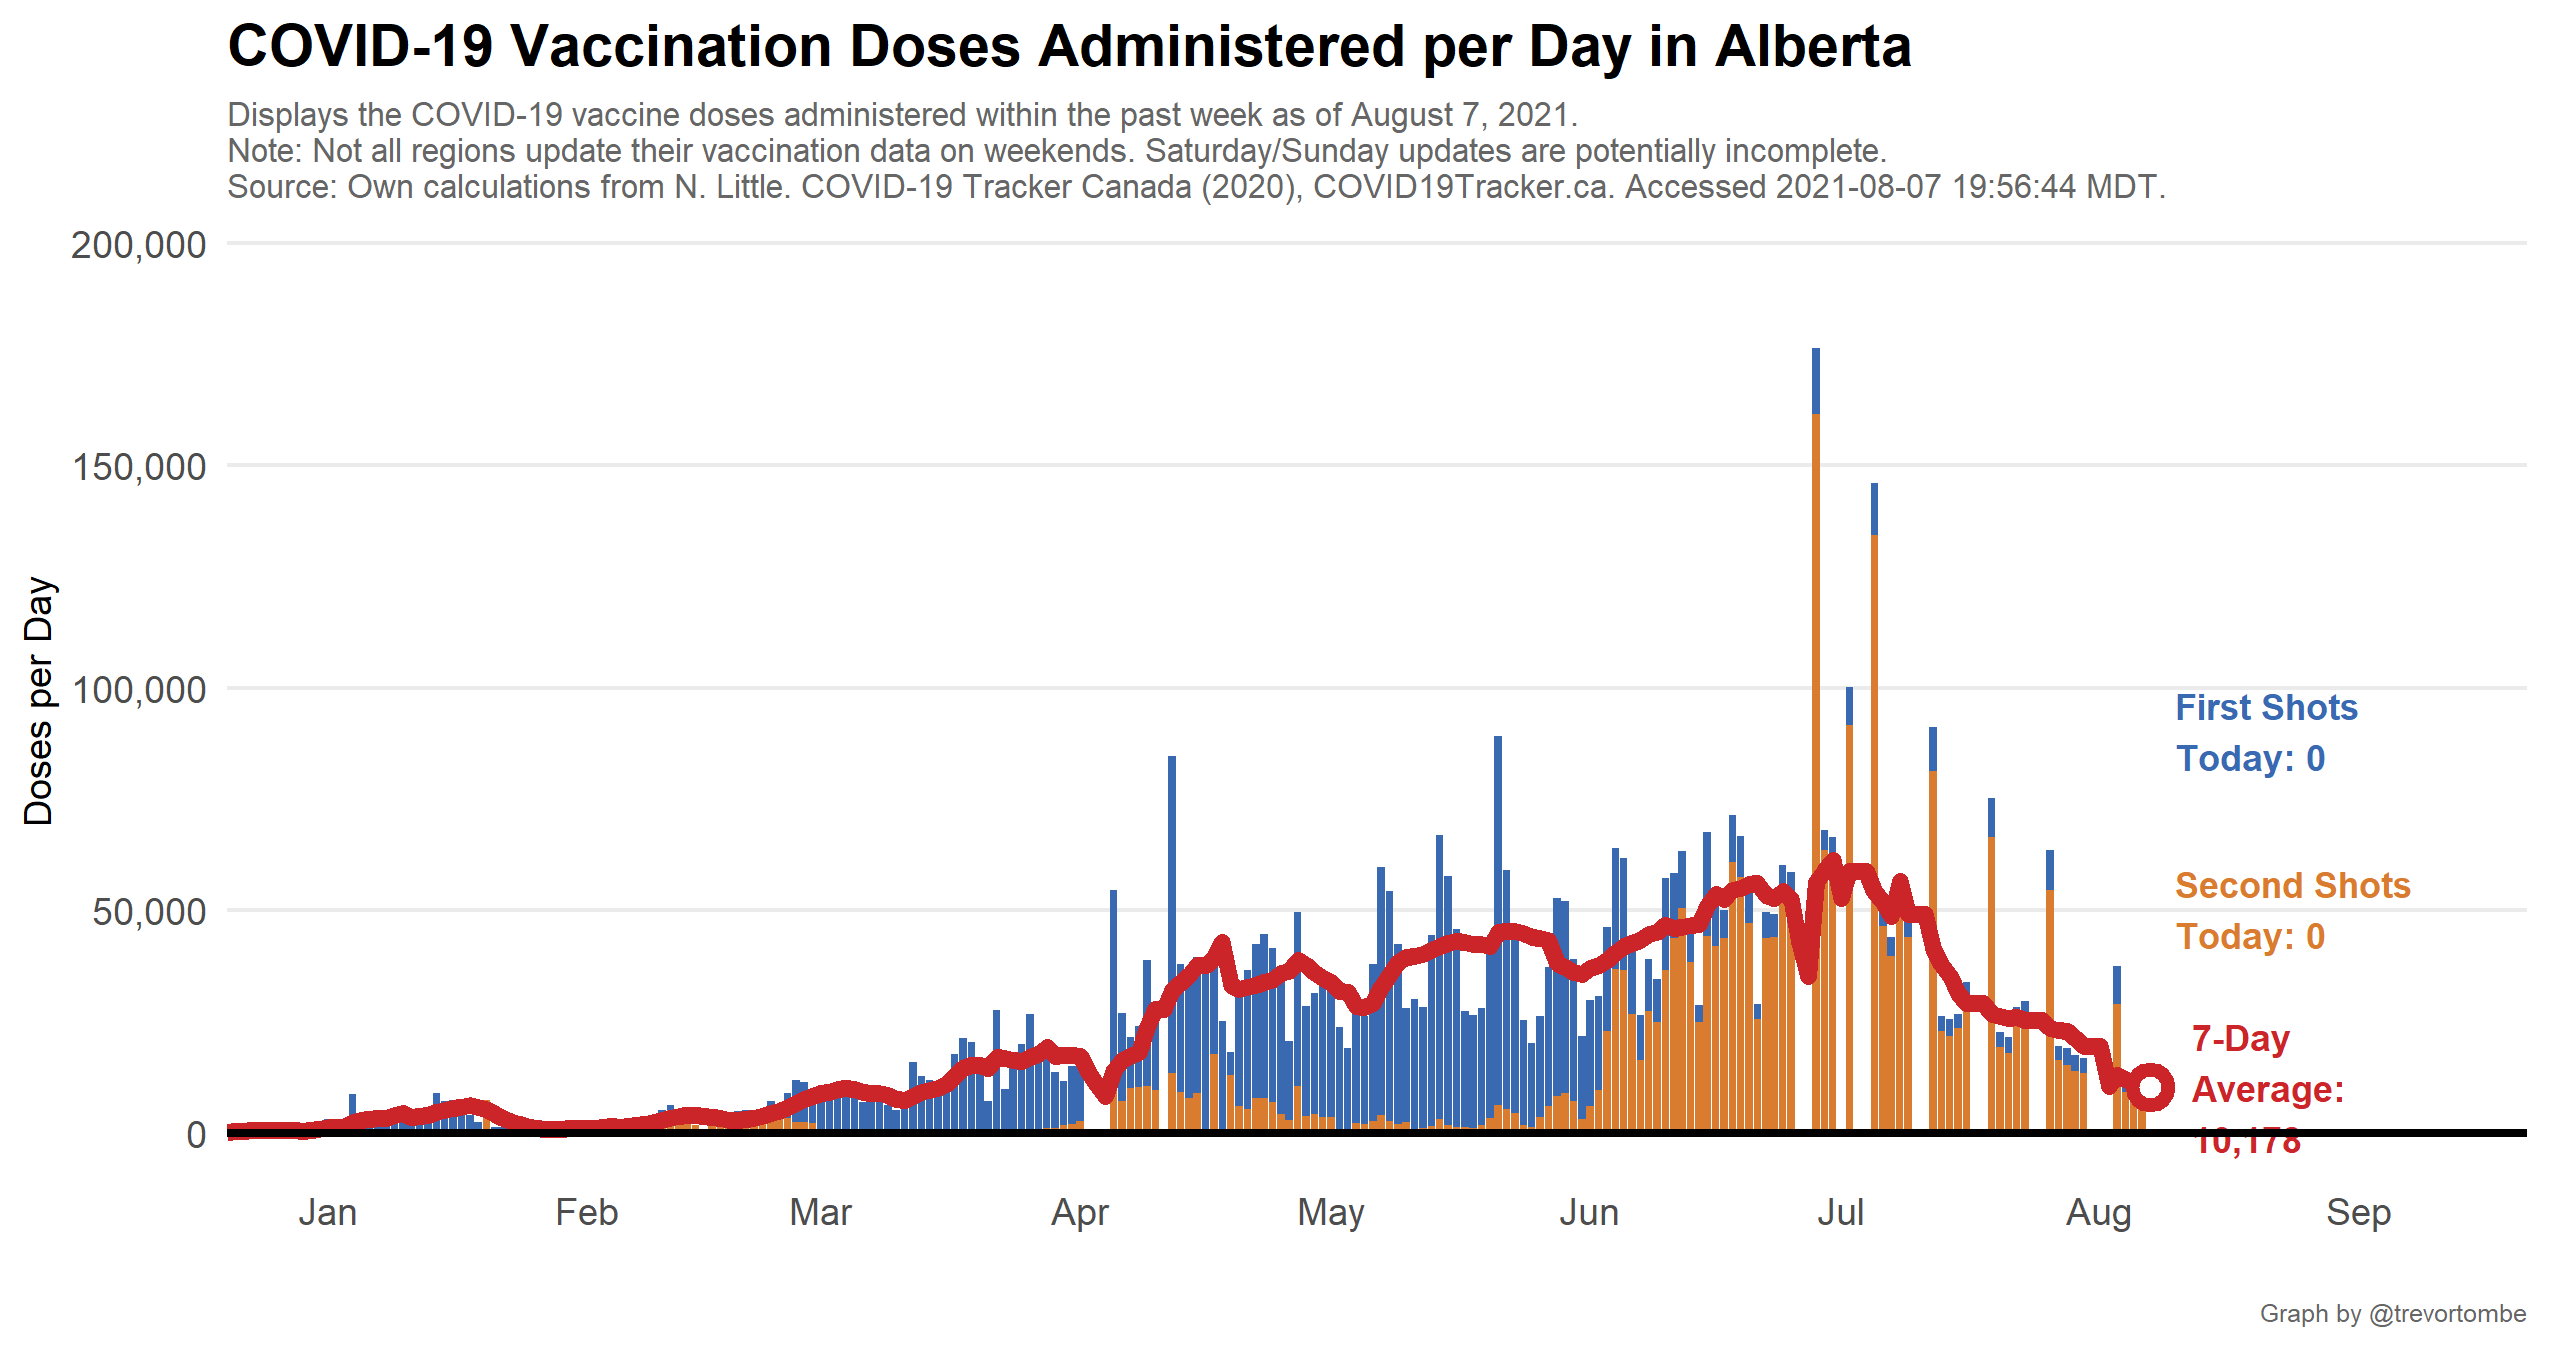 COVID-19 Vaccination Doses Administered per Day in Alberta
Displays the COVID-19 vaccine doses administered within the past week as of August 7, 2021.
Note: Not all regions update their vaccination data on weekends. Saturday/Sunday updates are potentially incomplete.
Source: Own calculations from N. Little. COVID-19 Tracker Canada (2020), COVID19Tracker.ca. Accessed 2021-08-07 19:56:44 MDT.
200,000
150,000
100,000
50,000
0
Doses per Day
First Shots
Today: 0
Second Shots
Today: 0
7-Day
Average:
10,178
Jan
Feb
Mar
Apr
May
Jun
Jul
Aug
Sep
Graph by @trevortombe